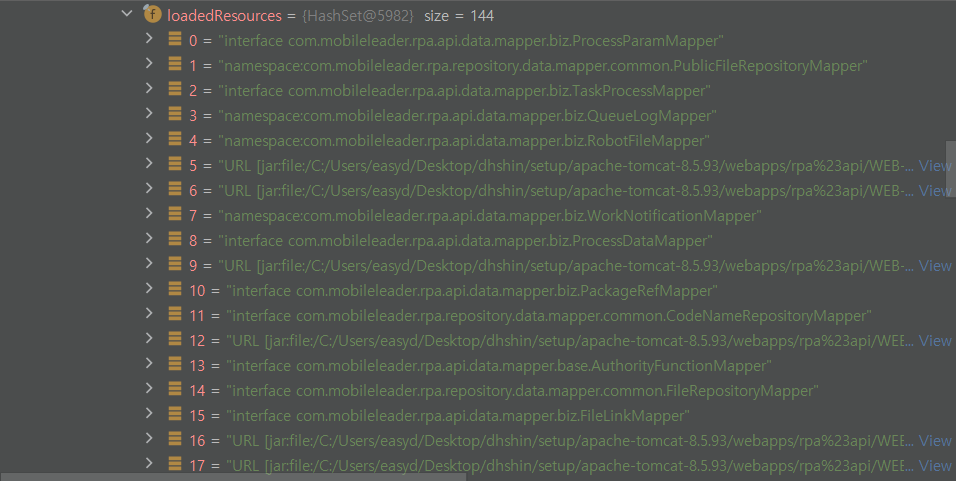 f loadedResources = {HashSet@5982} size = 144
0 = "interface com.mobileleader.rpa.api.data.mapper.biz.ProcessParamMapper"
1 = "namespace:com.mobileleader.rpa.repository.data.mapper.common.PublicFileRepositoryMapper"
2 = "interface com.mobileleader.rpa.api.data.mapper.biz.TaskProcessMapper"
3 = "namespace:com.mobileleader.rpa.api.data.mapper.biz.QueueLogMapper"
4 = "namespace:com.mobileleader.rpa.api.data.mapper.biz.RobotFileMapper"
5 = "URL [jar:file:/C:/Users/easyd/Desktop/dhshin/setup/apache-tomcat-8.5.93/webapps/rpa%23api/WEB-... View
6 = "URL [jar:file:/C:/Users/easyd/Desktop/dhshin/setup/apache-tomcat-8.5.93/webapps/rpa%23api/WEB-... View
7 = "namespace:com.mobileleader.rpa.api.data.mapper.biz.WorkNotificationMapper"
8 = "interface com.mobileleader.rpa.api.data.mapper.biz.ProcessDataMapper"
9 = "URL [jar:file:/C:/Users/easyd/Desktop/dhshin/setup/apache-tomcat-8.5.93/webapps/rpa%23api/WEB-... View
10 = "interface com.mobileleader.rpa.api.data.mapper.biz.PackageRefMapper"
11 = "interface com.mobileleader.rpa.repository.data.mapper.common.CodeNameRepositoryMapper"
12 = "URL [jar:file:/C:/Users/easyd/Desktop/dhshin/setup/apache-tomcat-8.5.93/webapps/rpa%23api/WEE... View
13 = "interface com.mobileleader.rpa.api.data.mapper.base.AuthorityFunctionMapper"
14 = "interface com.mobileleader.rpa.repository.data.mapper.common.FileRepositoryMapper"
15 = "interface com.mobileleader.rpa.api.data.mapper.biz.FileLinkMapper"
16 = "URL [jar:file:/C:/Users/easyd/Desktop/dhshin/setup/apache-tomcat-8.5.93/webapps/rpa%23api/WEE... View
17 = "URL [jar:file:/C:/Users/easyd/Desktop/dhshin/setup/apache-tomcat-8.5.93/webapps/rpa%23api/WEE... View